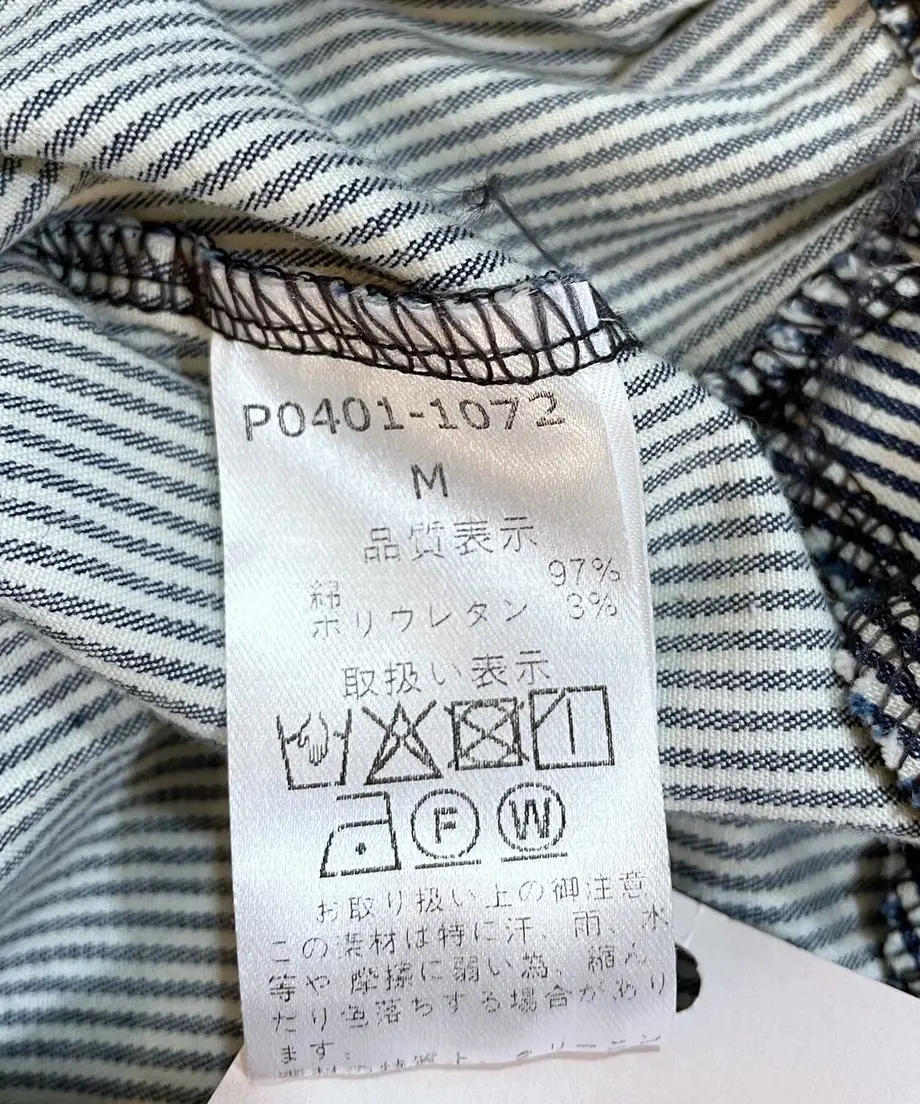 P0401-1072
M
品質表示
綿 97%
ポリウレタン 3%
取扱い表示
F W
お取り扱い上の御注意
この素材は特に汗、雨、水
等や摩擦に弱い為、縮ん
だり色落ちする場合があり
ます。